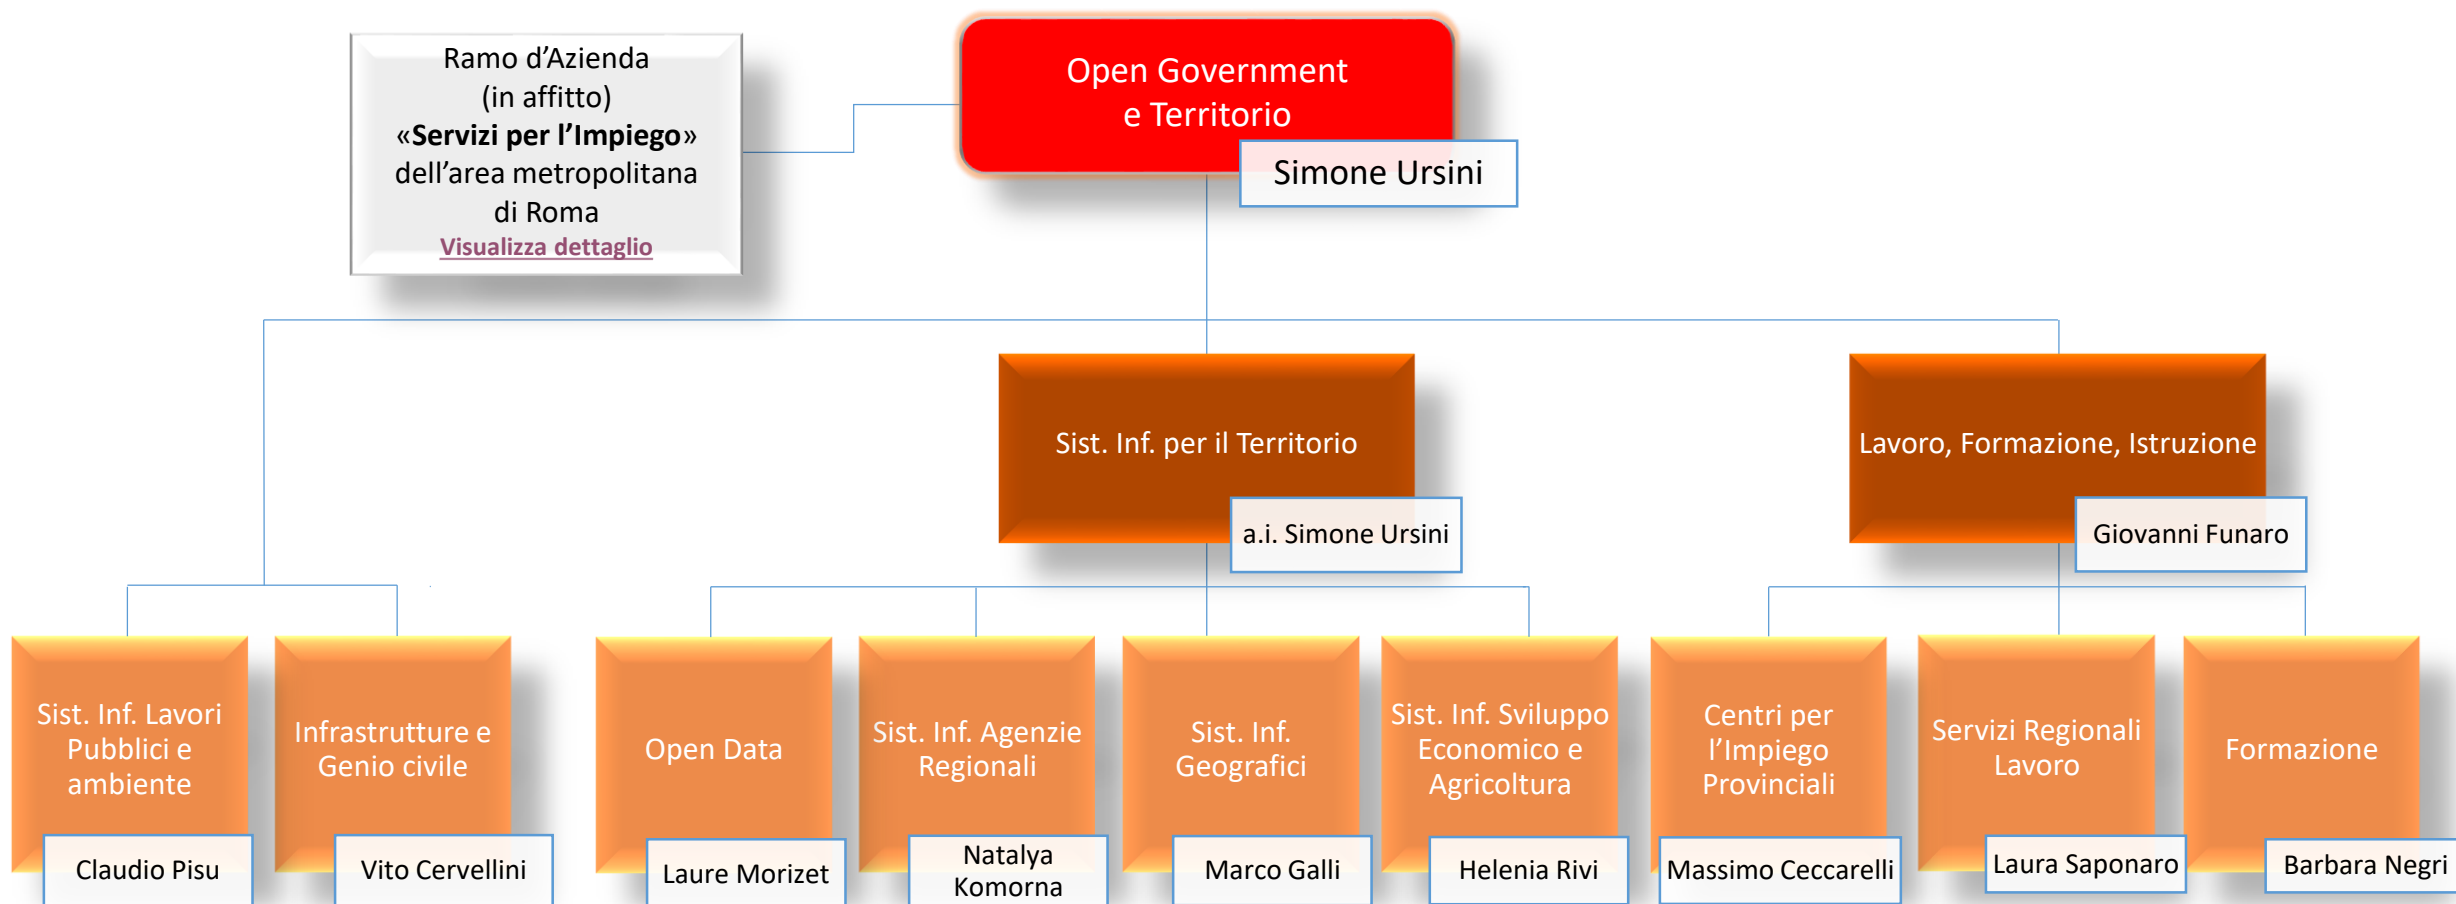 Ramo d’Azienda
(in affitto)
«Servizi per l’Impiego»
dell’area metropolitana
di Roma
Visualizza dettaglio
Open Government
e Territorio
Simone Ursini
Sist. Inf. per il Territorio
a.i. Simone Ursini
Lavoro, Formazione, Istruzione
Giovanni Funaro
Sist. Inf. Lavori
Pubblici e
ambiente
Claudio Pisu
Infrastrutture e
Genio civile
Vito Cervellini
Open Data
Laure Morizet
Sist. Inf. Agenzie
Regionali
Natalya
Komorna
Sist. Inf.
Geografici
Marco Galli
Sist. Inf. Sviluppo
Economico e
Agricoltura
Helenia Rivi
Centri per
l’Impiego
Provinciali
Massimo Ceccarelli
Servizi Regionali
Lavoro
Laura Saponaro
Formazione
Barbara Negri